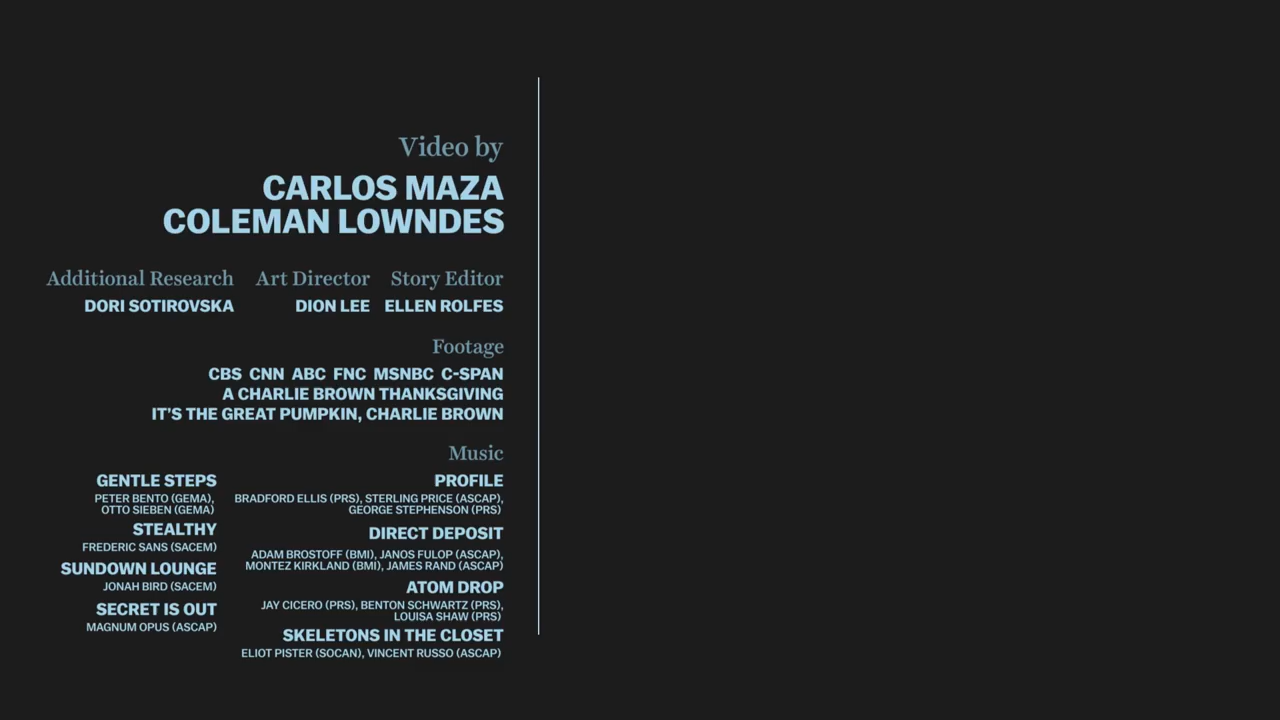 Video by
CARLOS MAZA
COLEMAN LOWNDES
Additional Research
DORI SOTIROVSKA
Art Director
DION LEE
Story Editor
ELLEN ROLFES
Footage
CBS CNN ABC FNC MSNBC C-SPAN
A CHARLIE BROWN THANKSGIVING
IT'S THE GREAT PUMPKIN, CHARLIE BROWN
Music
GENTLE STEPS
PETER BENTO (GEMA),
OTTO SIEBEN (GEMA)
STEALTHY
FREDERIC SANS (SACEM)
SUNDOWN LOUNGE
JONAH BIRD (SACEM)
SECRET IS OUT
MAGNUM OPUS (ASCAP)
PROFILE
BRADFORD ELLIS (PRS), STERLING PRICE (ASCAP),
GEORGE STEPHENSON (PRS)
DIRECT DEPOSIT
ADAM BROSTOFF (BMI), JANOS FULOP (ASCAP),
MONTEZ KIRKLAND (BMI), JAMES RAND (ASCAP)
ATOM DROP
JAY CICERO (PRS), BENTON SCHWARTZ (PRS),
LOUISA SHAW (PRS)
SKELETONS IN THE CLOSET
ELIOT PISTER (SOCAN), VINCENT RUSSO (ASCAP)